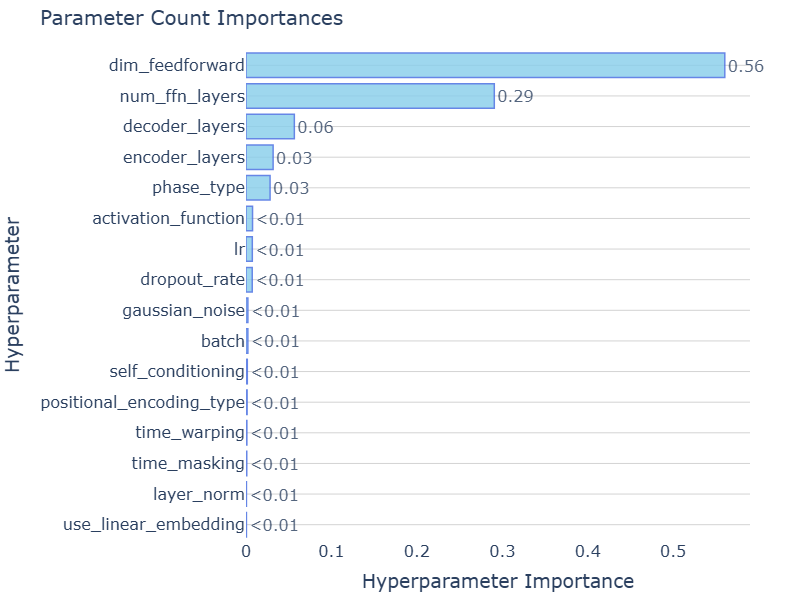 Parameter Count Importances
Hyperparameter
dim_feedforward 0.56
num_ffn_layers 0.29
decoder_layers 0.06
encoder_layers 0.03
phase_type 0.03
activation_function <0.01
lr <0.01
dropout_rate <0.01
gaussian_noise <0.01
batch <0.01
self_conditioning <0.01
positional_encoding_type <0.01
time_warping <0.01
time_masking <0.01
layer_norm <0.01
use_linear_embedding <0.01
0 0.1 0.2 0.3 0.4 0.5
Hyperparameter Importance